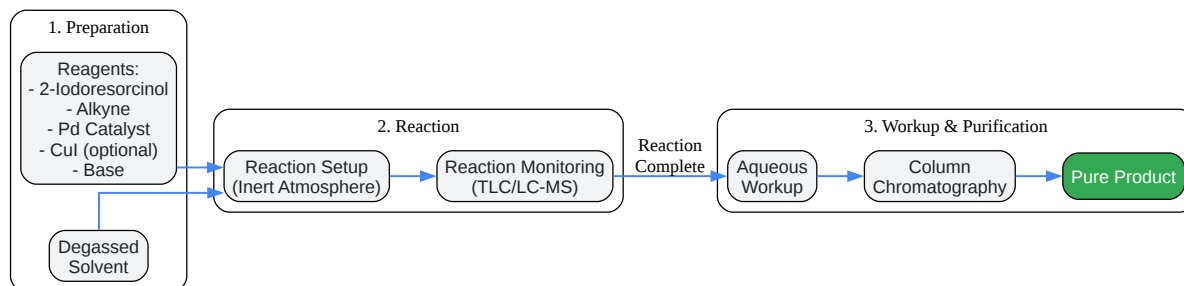 1. Preparation
Reagents:
- 2-Iodoresorcinol
- Alkyne
- Pd Catalyst
- CuI (optional)
- Base
Degassed
Solvent
2. Reaction
Reaction Setup
(Inert Atmosphere)
Reaction Monitoring
(TLC/LC-MS)
Reaction
Complete
3. Workup & Purification
Aqueous
Workup
Column
Chromatography
Pure Product